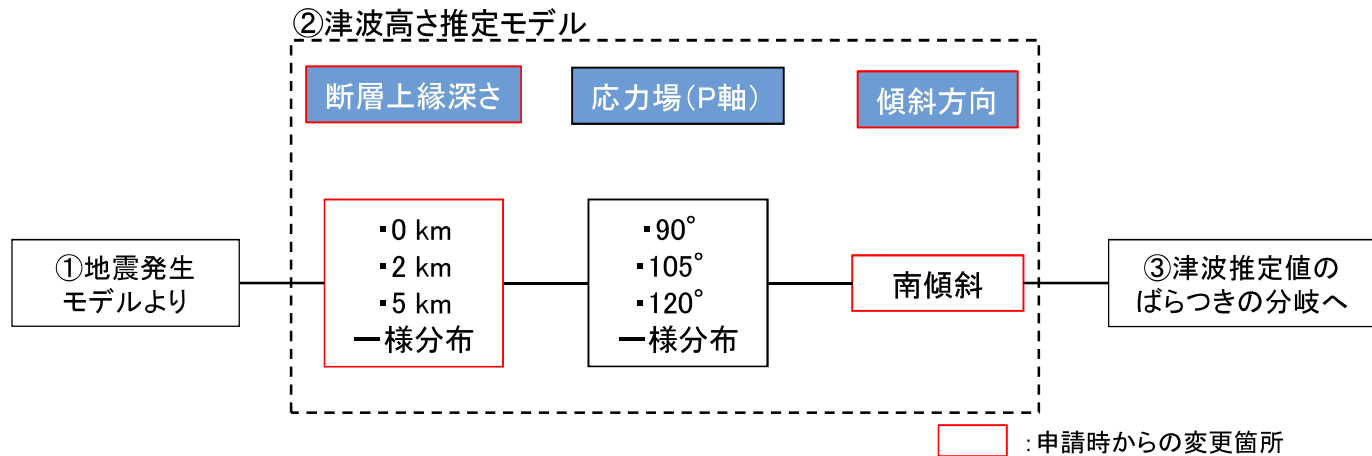 ②津波高さ推定モデル
断層上縁深さ
応力場(P軸)
傾斜方向
①地震発生
モデルより
・0 km
・2 km
・5 km
一様分布
・90°
・105°
・120°
一様分布
南傾斜
③津波推定値の
ばらつきの分岐へ
：申請時からの変更箇所